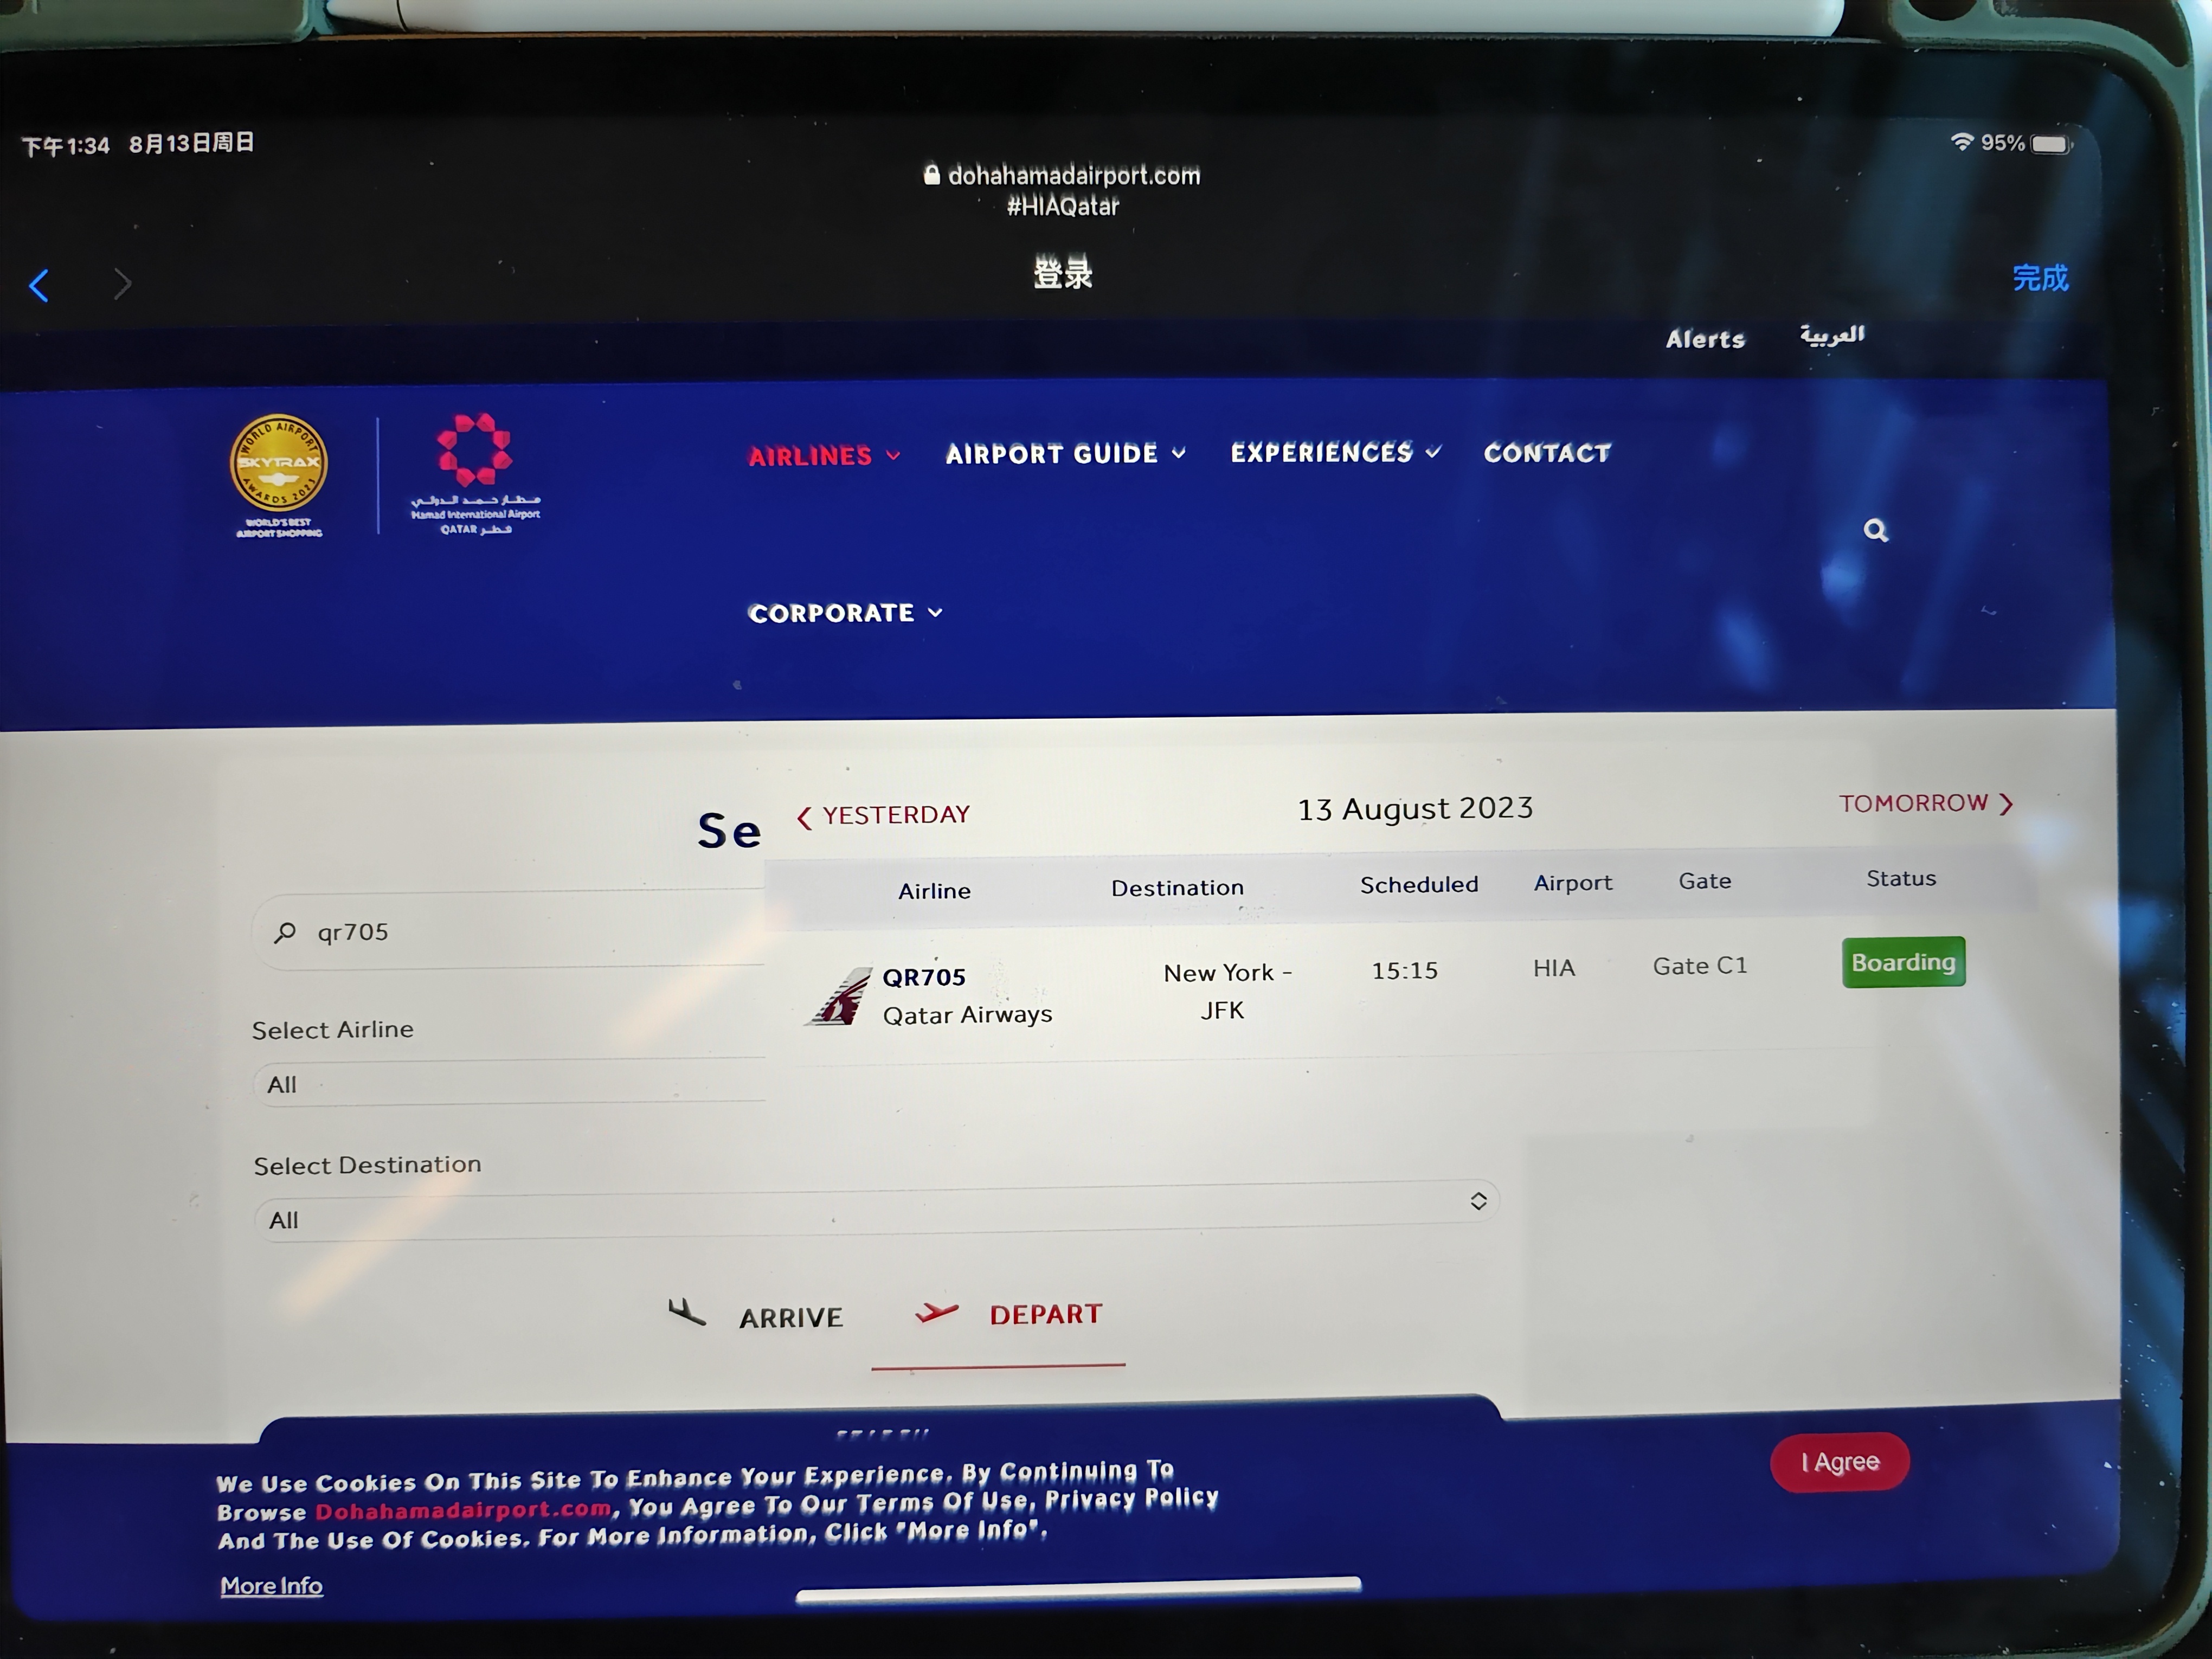 下午1:34 8月13日周日
95%
dohahamadairport.com
#HIAQatar
登录
完成
Alerts
العربية
WORLD AIRPORT
SKYTRAX
AWARDS 2023
WORLD'S BEST
AIRPORT SHOPPING
مطار حمد الدولي
Hamad International Airport
QATAR قطر
AIRLINES
AIRPORT GUIDE
EXPERIENCES
CONTACT
CORPORATE
Se
YESTERDAY
13 August 2023
TOMORROW
Airline Destination Scheduled Airport Gate Status
qr705
QR705 New York - 15:15 HIA Gate C1 Boarding
Qatar Airways JFK
Select Airline
All
Select Destination
All
ARRIVE
DEPART
We Use Cookies On This Site To Enhance Your Experience. By Continuing To
Browse Dohahamadairport.com, You Agree To Our Terms Of Use, Privacy Policy
And The Use Of Cookies. For More Information, Click "More Info".
More Info
I Agree